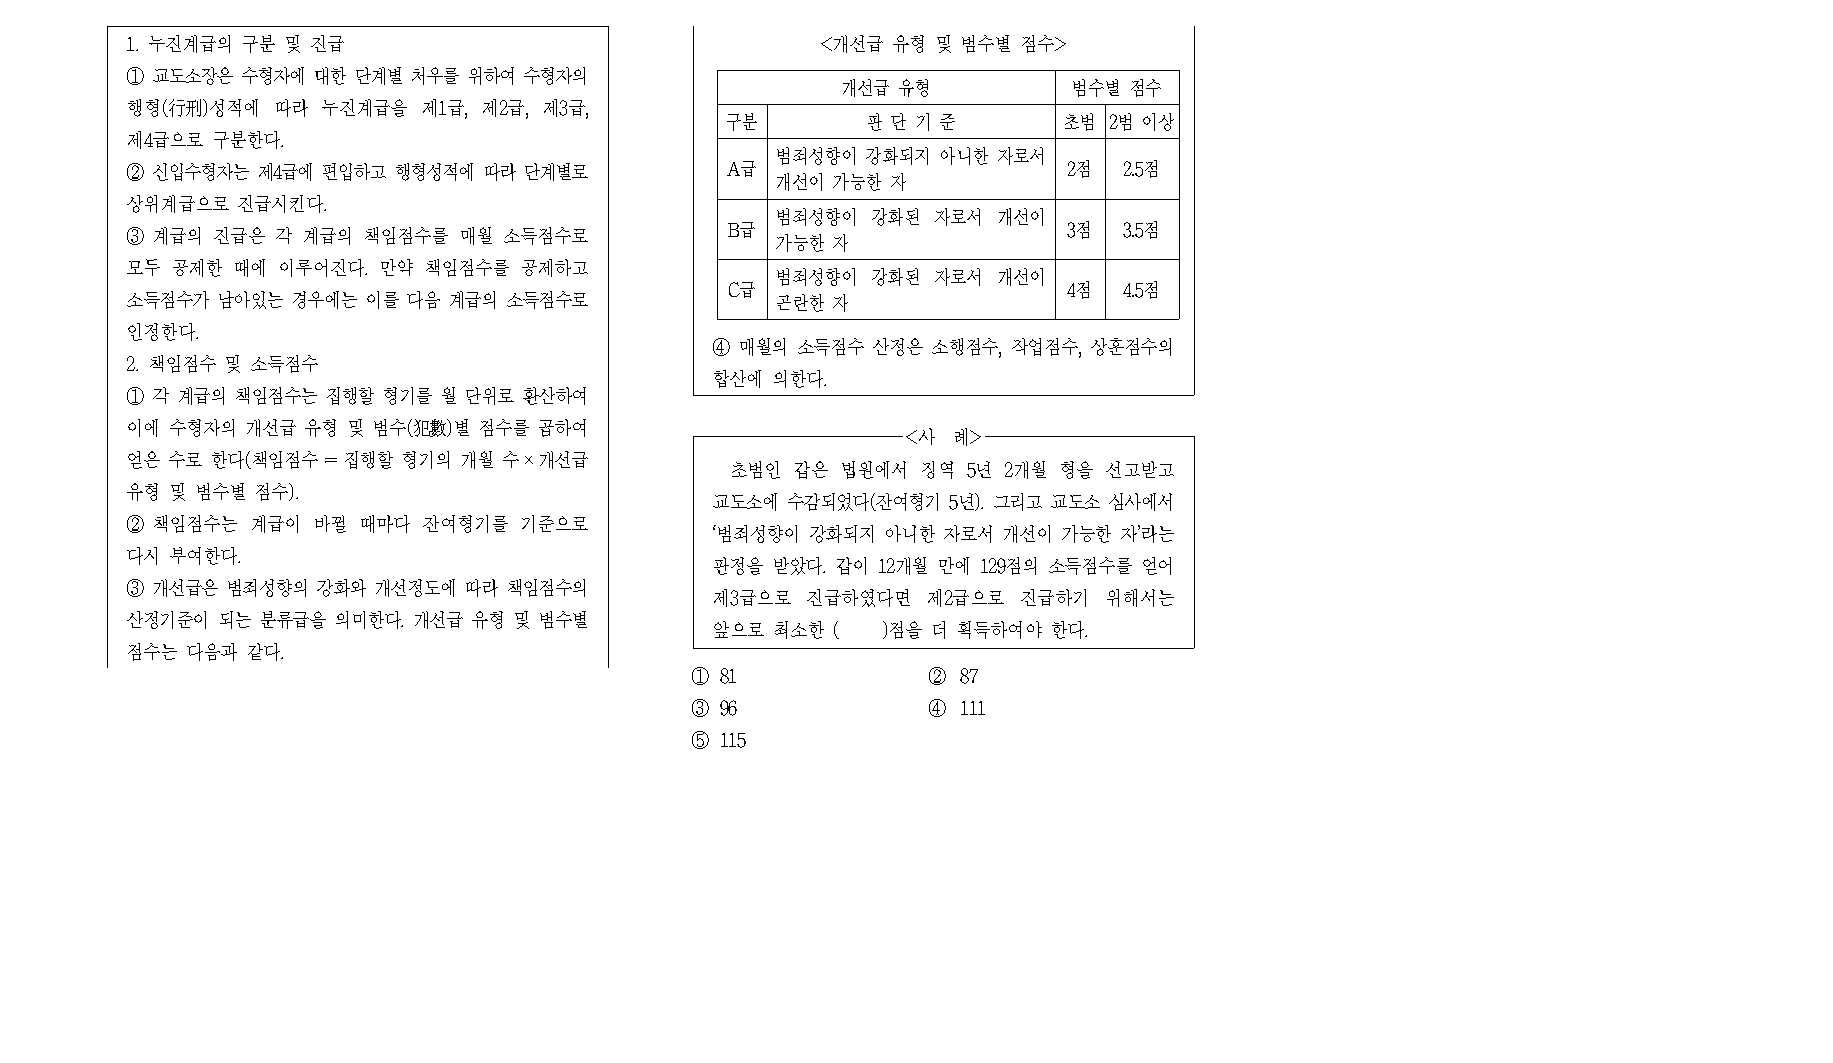 1. 누진계급의 구분 및 진급
① 교도소장은 수형자에 대한 단계별 처우를 위하여 수형자의
행형(行刑)성적에 따라 누진계급을 제1급, 제2급, 제3급,
제4급으로 구분한다.
② 신입수형자는 제4급에 편입하고 행형성적에 따라 단계별로
상위계급으로 진급시킨다.
③ 계급의 진급은 각 계급의 책임점수를 매월 소득점수로
모두 공제한 때에 이루어진다. 만약 책임점수를 공제하고
소득점수가 남아있는 경우에는 이를 다음 계급의 소득점수로
인정한다.
2. 책임점수 및 소득점수
① 각 계급의 책임점수는 집행할 형기를 월 단위로 환산하여
이에 수형자의 개선급 유형 및 범수(犯數)별 점수를 곱하여
얻은 수로 한다(책임점수 = 집행할 형기의 개월 수 × 개선급
유형 및 범수별 점수).
② 책임점수는 계급이 바뀔 때마다 잔여형기를 기준으로
다시 부여한다.
③ 개선급은 범죄성향의 강화와 개선정도에 따라 책임점수의
산정기준이 되는 분류급을 의미한다. 개선급 유형 및 범수별
점수는 다음과 같다.
<개선급 유형 및 범수별 점수>
개선급 유형 범수별 점수
구분 판 단 기 준 초범 2범 이상
A급 범죄성향이 강화되지 아니한 자로서 2점 2.5점
개선이 가능한 자
B급 범죄성향이 강화된 자로서 개선이 3점 3.5점
가능한 자
C급 범죄성향이 강화된 자로서 개선이 4점 4.5점
곤란한 자
④ 매월의 소득점수 산정은 소행점수, 작업점수, 상훈점수의
합산에 의한다.
<사 례>
초범인 갑은 법원에서 징역 5년 2개월 형을 선고받고
교도소에 수감되었다(잔여형기 5년). 그리고 교도소 심사에서
‘범죄성향이 강화되지 아니한 자로서 개선이 가능한 자’라는
판정을 받았다. 갑이 12개월 만에 129점의 소득점수를 얻어
제3급으로 진급하였다면 제2급으로 진급하기 위해서는
앞으로 최소한 ( )점을 더 획득하여야 한다.
① 81 ② 87
③ 96 ④ 111
⑤ 115